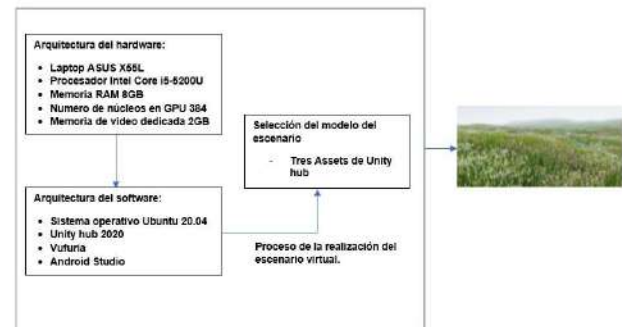 Arquitectura del hardware:
• Laptop ASUS X55L
• Procesador Intel Core i5-5200U
• Memoria RAM 8GB
• Numero de núcleos en GPU 384
• Memoria de video dedicada 2GB
Selección del modelo del
escenario
- Tres Assets de Unity
hub
Arquitectura del software:
• Sistema operativo Ubuntu 20.04
• Unity hub 2020
• Vufuria
• Android Studio
Proceso de la realización del
escenario virtual.